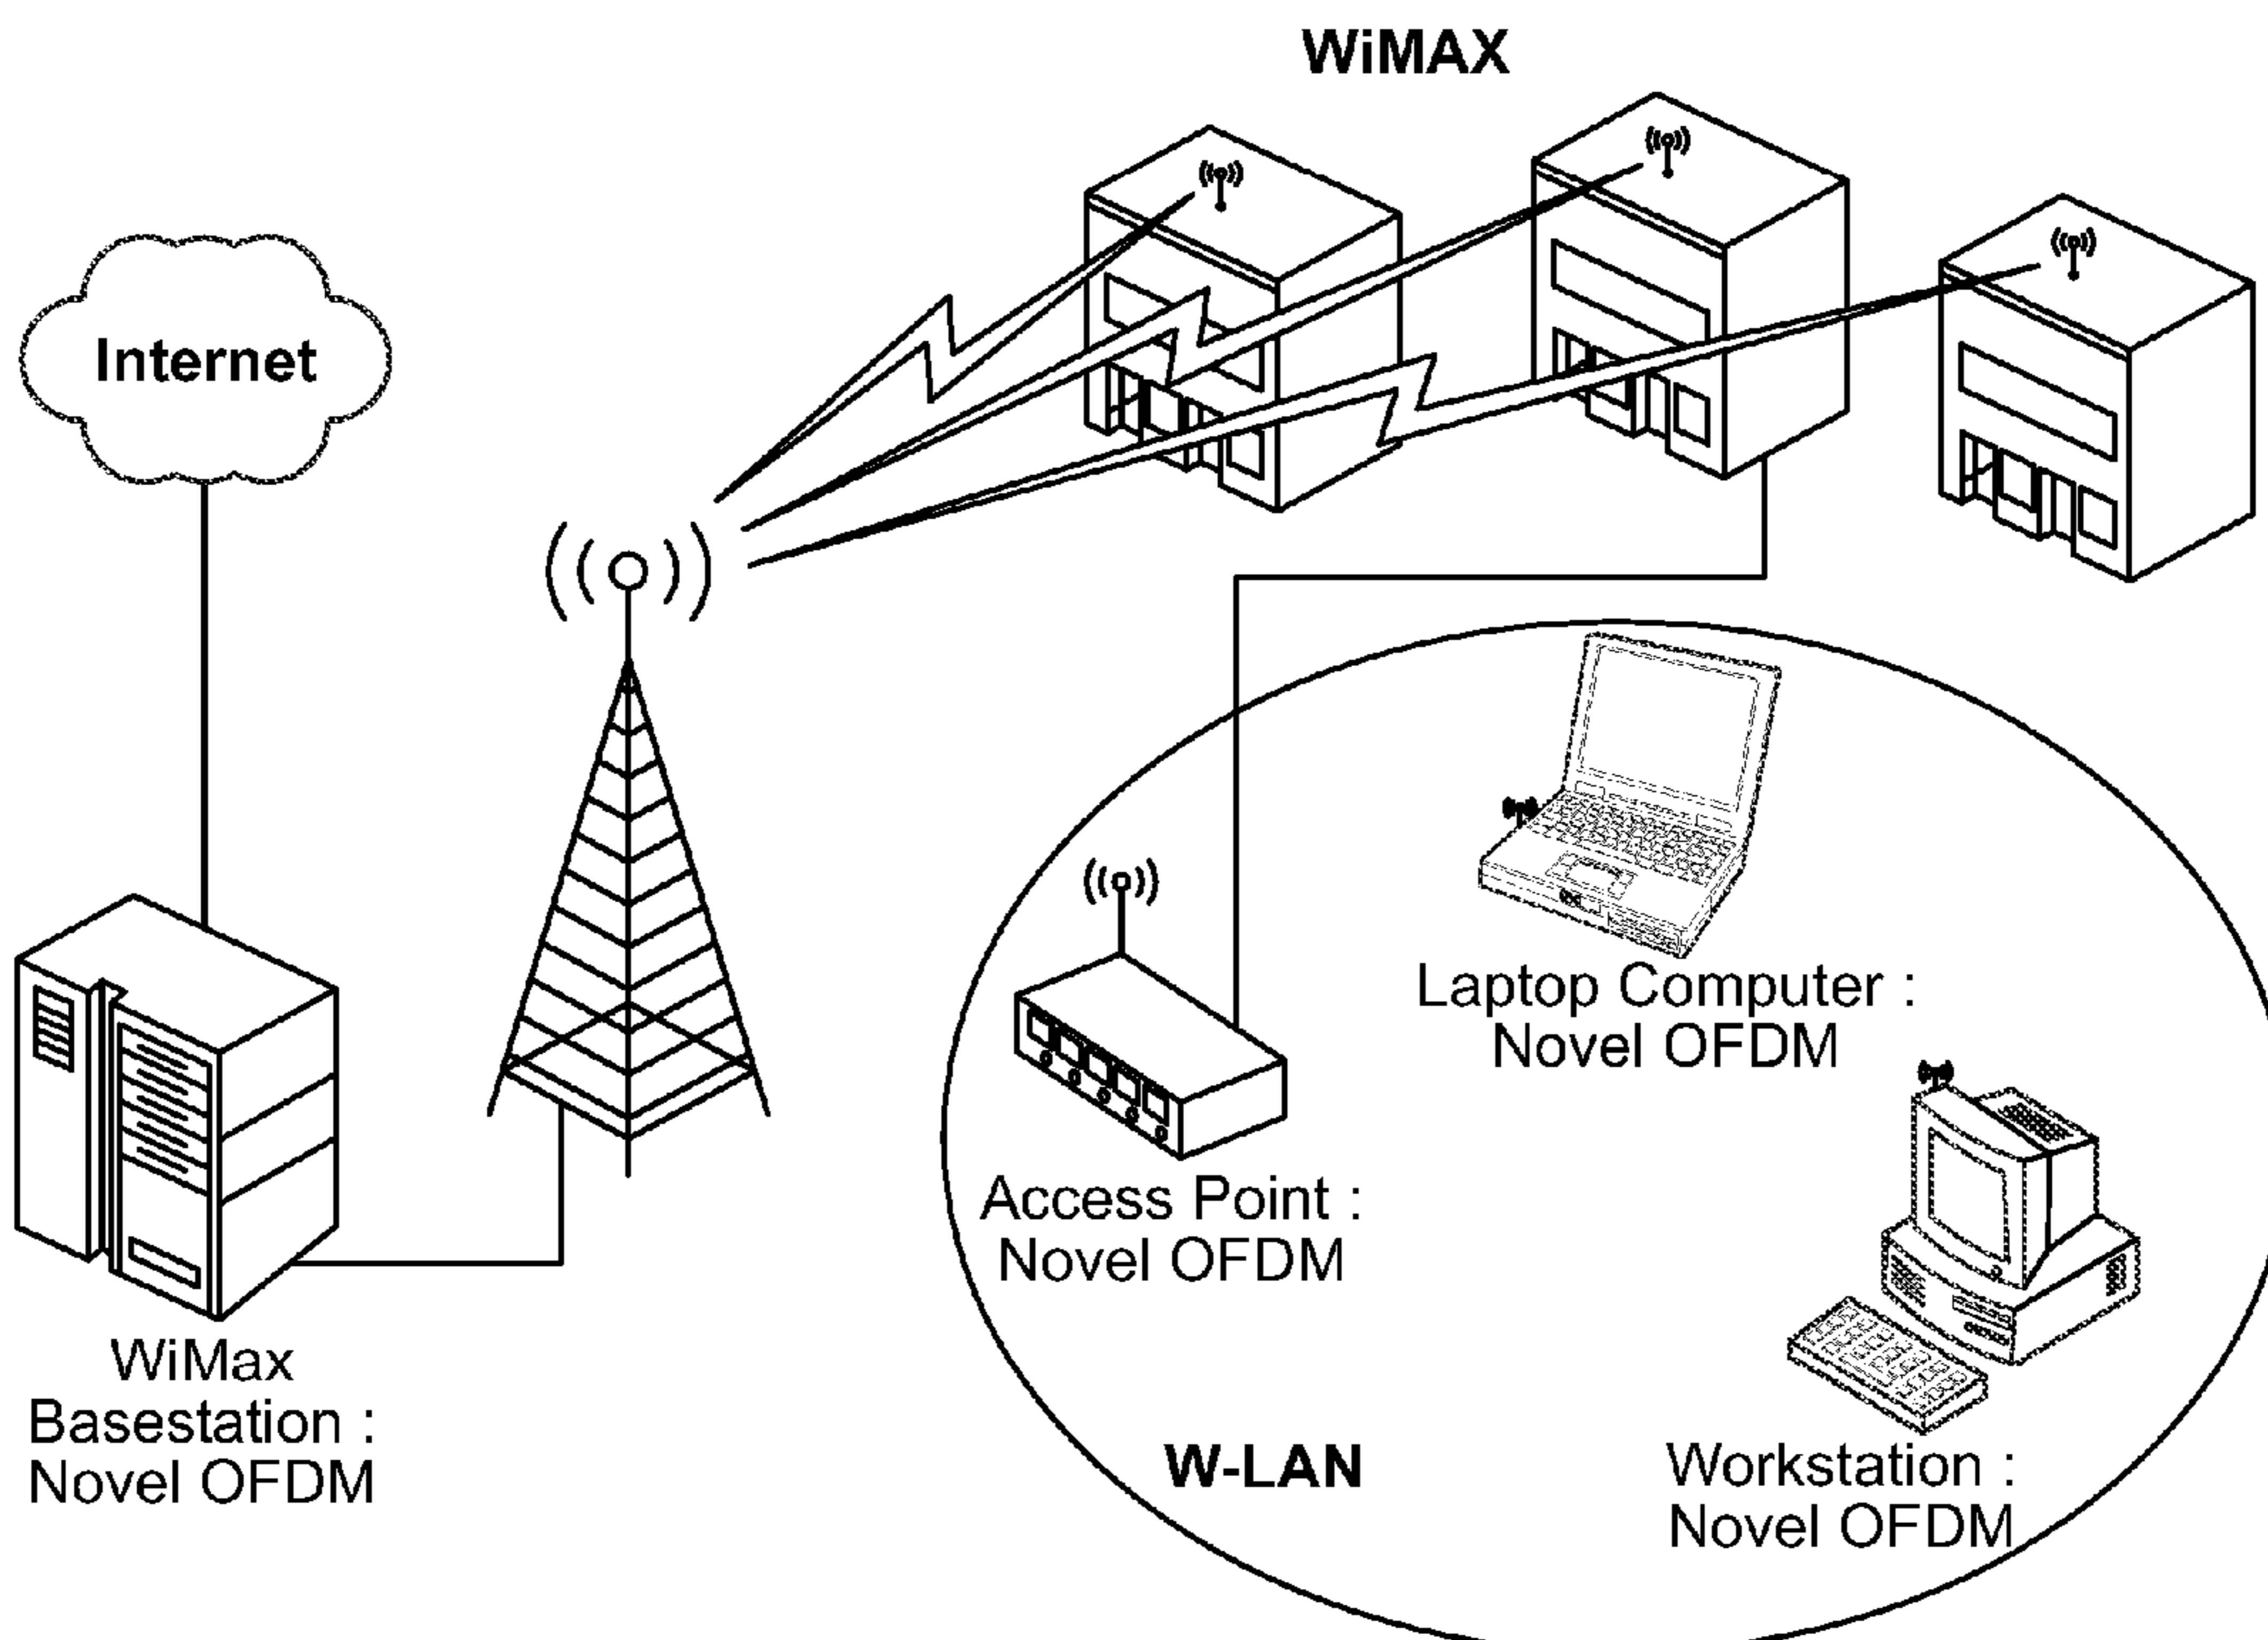 WiMAX
Internet
Laptop Computer :
Novel OFDM
Access Point :
Novel OFDM
WiMax
Basestation :
Novel OFDM
W-LAN
Workstation :
Novel OFDM